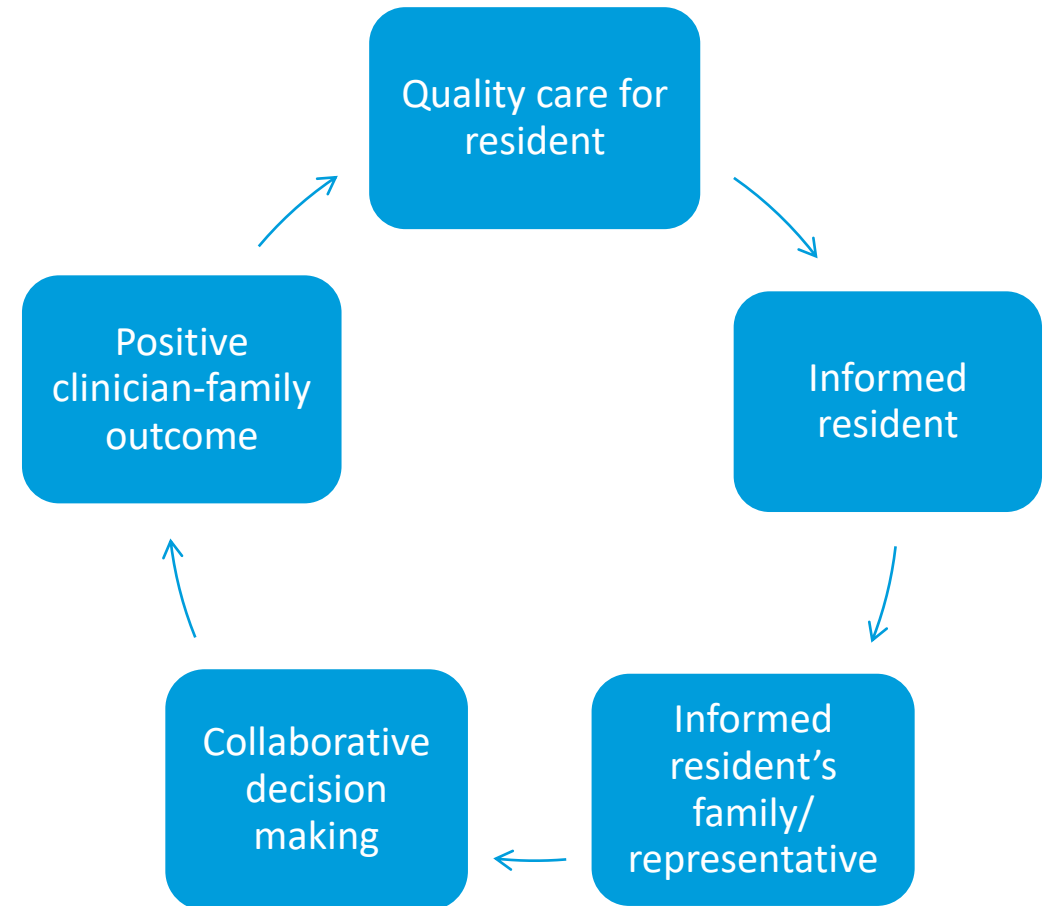 Quality care for
resident
Informed
resident
Informed
resident’s
family/
representative
Collaborative
decision
making
Positive
clinician-family
outcome